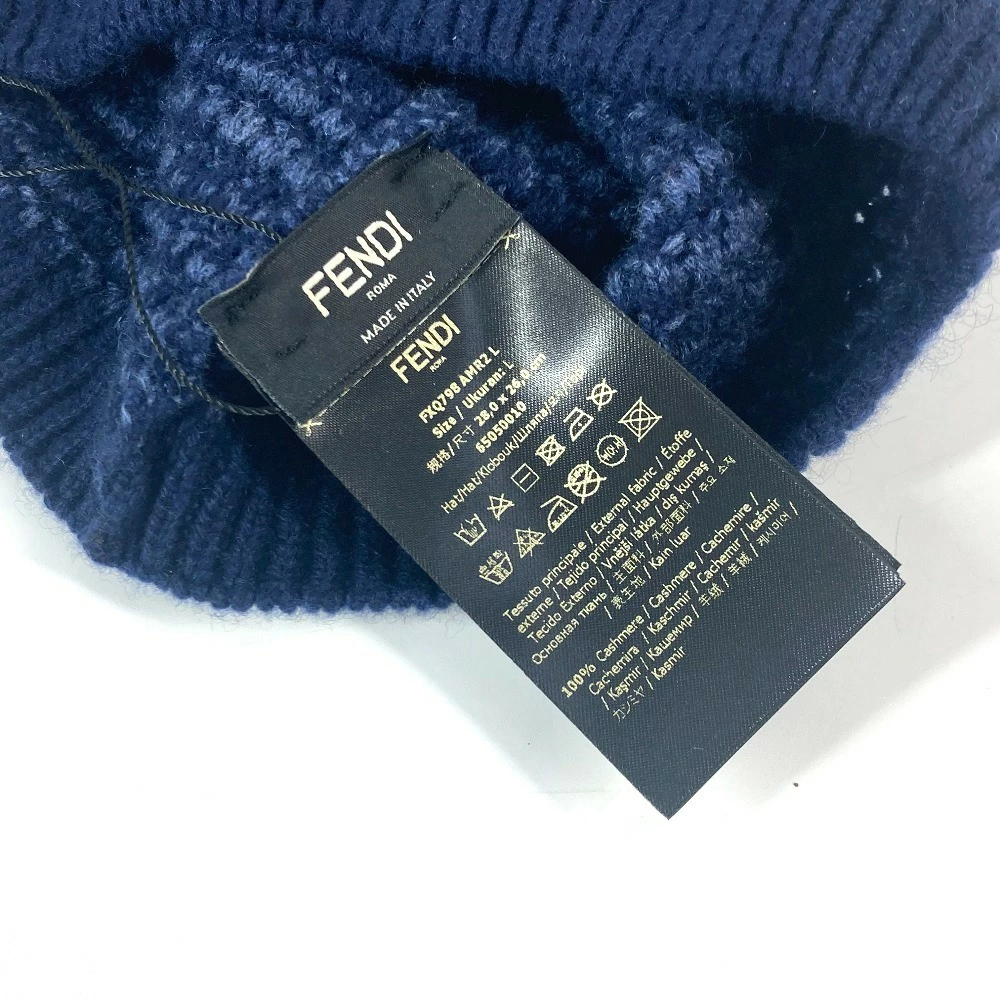 FENDI
ROMA
MADE IN ITALY
FENDI
ROMA
FXQ798 AMR2 L
Size / Ukuran: L
规格 / 尺寸 28,0 x 26,0 cm
65050010
Hat/Hat/Klobouk/Шляпа/
Tessuto principale / External fabric / Étoffe
externe / Tejido principal / Hauptgewebe /
Tecido Externo / Vnější látka / dış kumaş /
Основная ткань / 主面料 / 外部面料 / 주요 소재
/ 表主地 / Kain luar
100% Cashmere / Cashmere / Cachemire /
Cachemira / Kaschmir / Cachemir / kašmír
/ Kaşmir / Кашемир / 羊绒 / 羊絨 / 캐시미어 /
カシミヤ / Kasmir